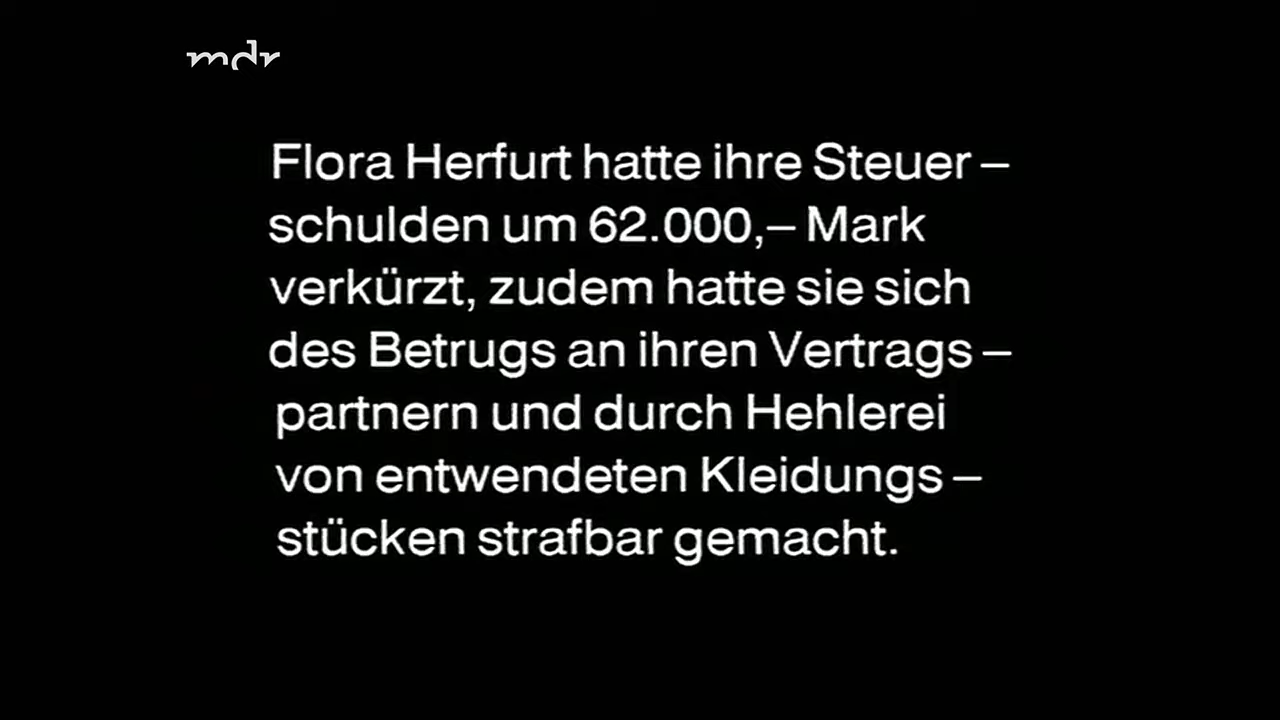 mdr
Flora Herfurt hatte ihre Steuer –
schulden um 62.000,– Mark
verkürzt, zudem hatte sie sich
des Betrugs an ihren Vertrags –
partnern und durch Hehlerei
von entwendeten Kleidungs –
stücken strafbar gemacht.